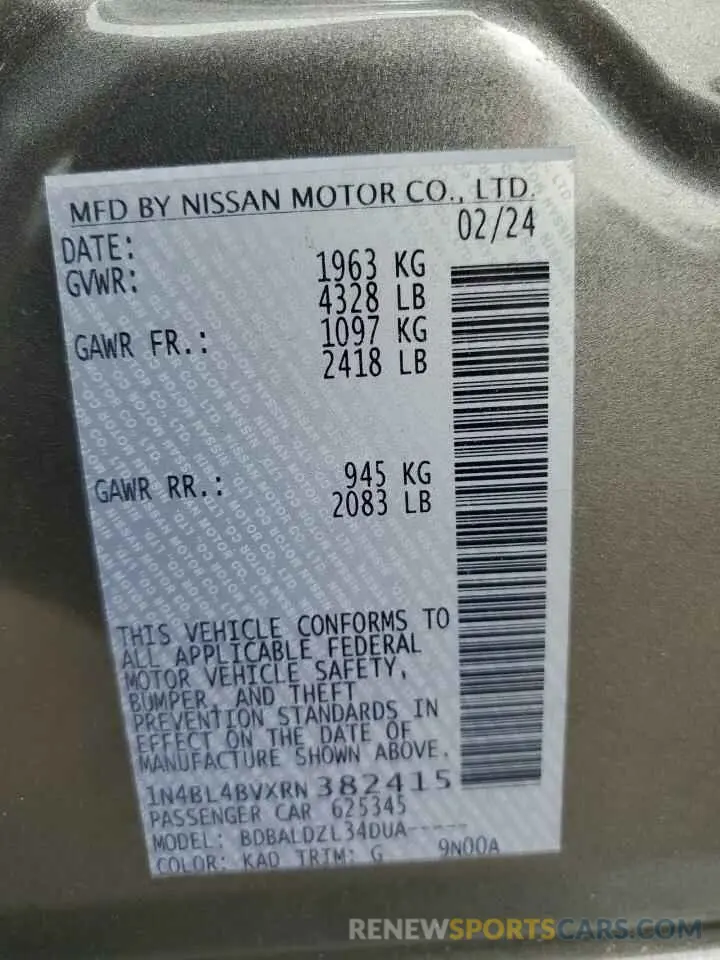 MFD BY NISSAN MOTOR CO., LTD.
DATE: 02/24
GVWR: 1963 KG
4328 LB
GAWR FR.: 1097 KG
2418 LB
GAWR RR.: 945 KG
2083 LB
THIS VEHICLE CONFORMS TO
ALL APPLICABLE FEDERAL
MOTOR VEHICLE SAFETY,
BUMPER, AND THEFT
PREVENTION STANDARDS IN
EFFECT ON THE DATE OF
MANUFACTURE SHOWN ABOVE.
1N4BL4BVXRN382415
PASSENGER CAR 625345
MODEL: BDBALDZL34DUA-----
COLOR: KAD TRIM: G 9N00A
RENEWSPORTSCARS.COM